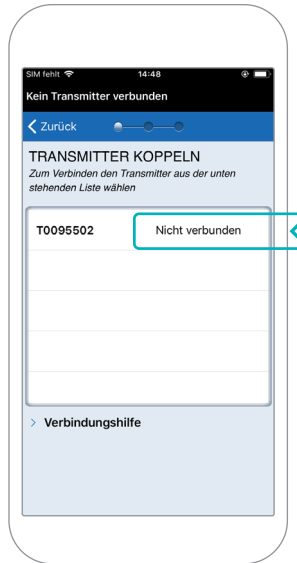 SIM fehlt 14:48
Kein Transmitter verbunden
Zurück
TRANSMITTER KOPPELN
Zum Verbinden den Transmitter aus der unten
stehenden Liste wählen
T0095502 Nicht verbunden
Verbindungshilfe